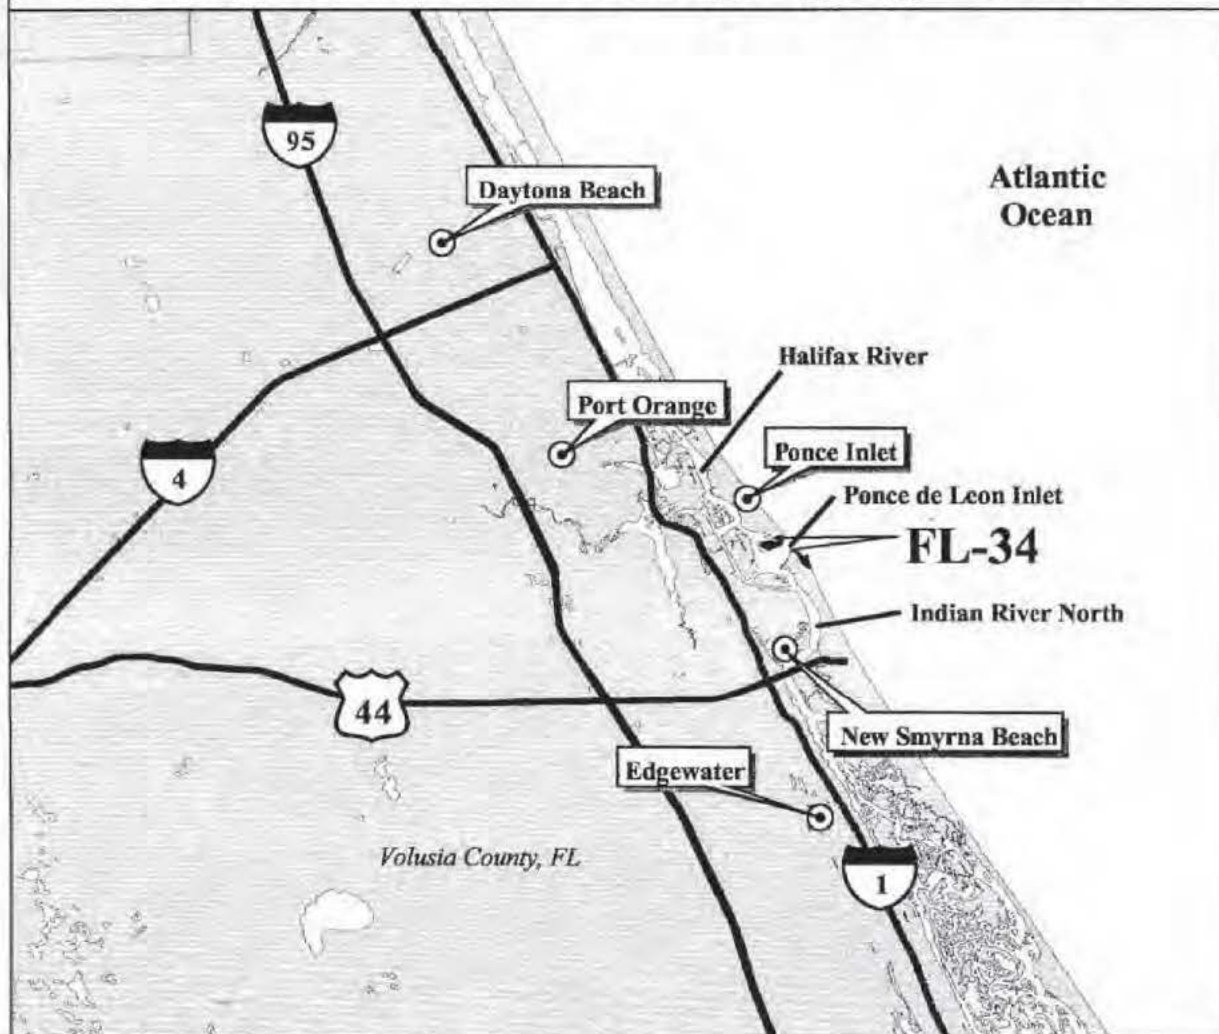 95
Daytona Beach
Atlantic
Ocean
Halifax River
Port Orange
Ponce Inlet
4
Ponce de Leon Inlet
FL-34
Indian River North
44
New Smyrna Beach
Edgewater
Volusia County, FL
1